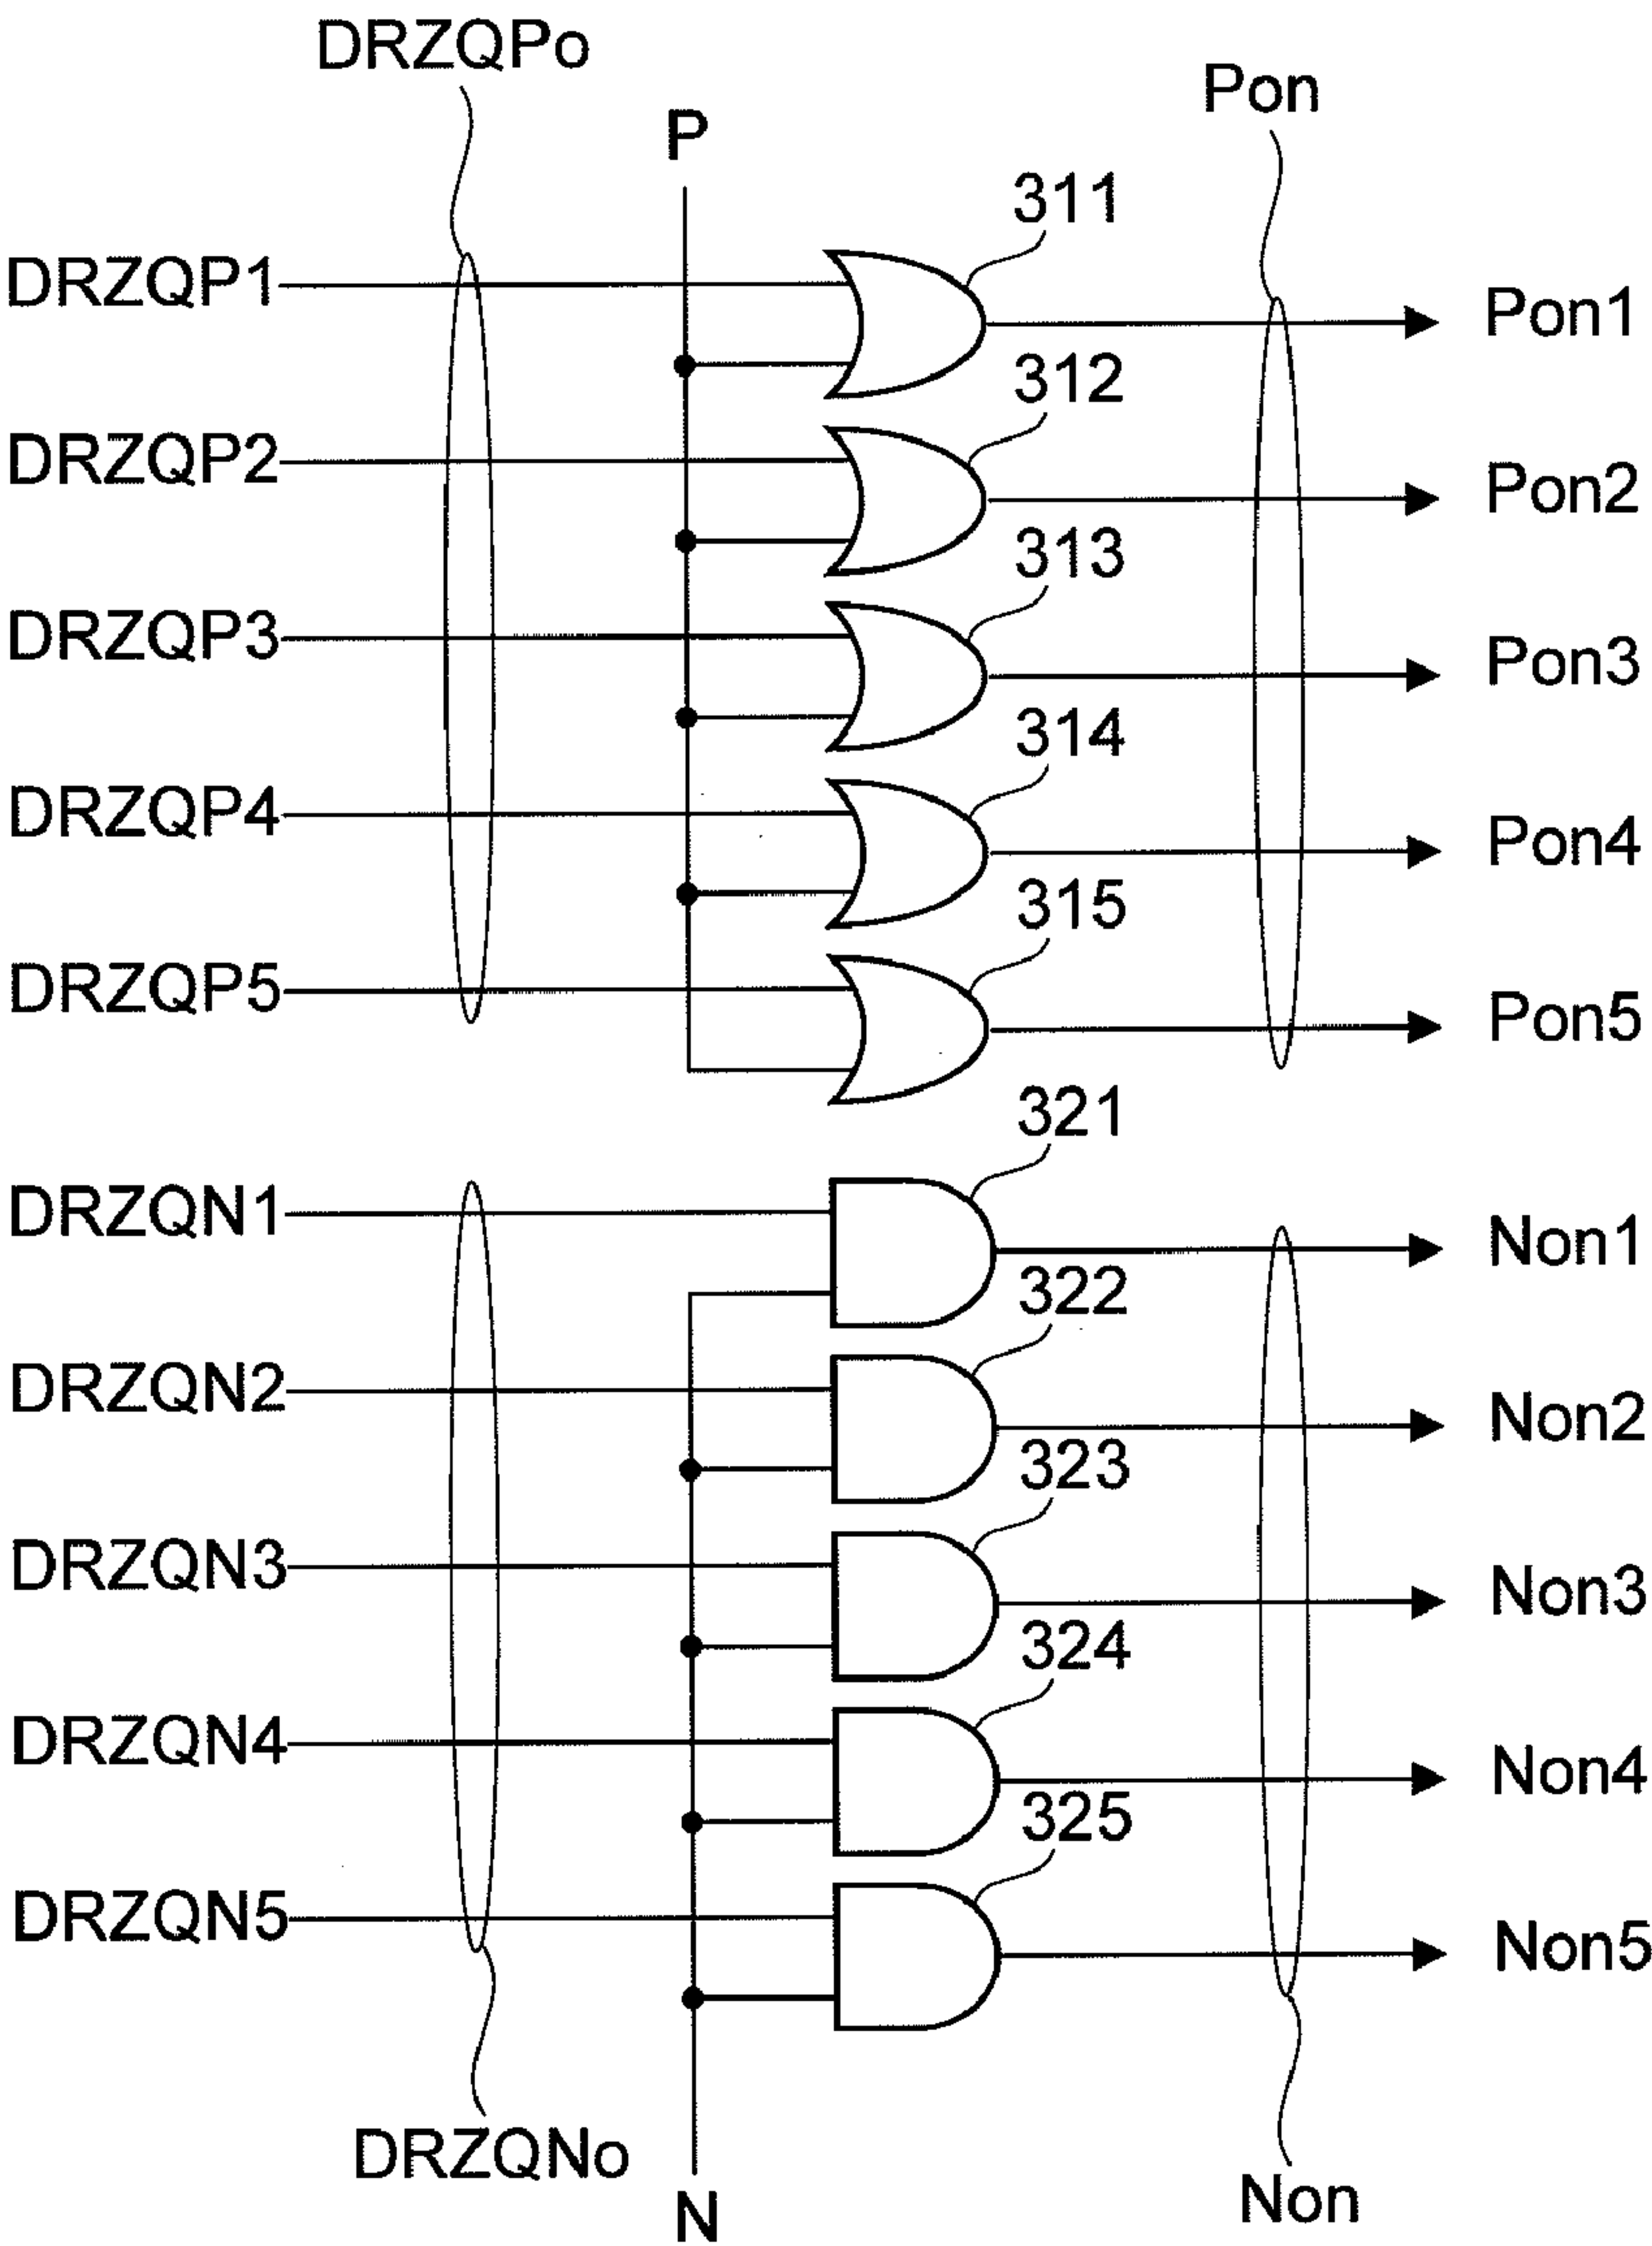 DRZQPo
Pon
P
311
DRZQP1
Pon1
312
DRZQP2
Pon2
313
DRZQP3
Pon3
314
DRZQP4
Pon4
315
DRZQP5
Pon5
321
DRZQN1
Non1
322
DRZQN2
Non2
323
DRZQN3
Non3
324
DRZQN4
Non4
325
DRZQN5
Non5
DRZQNo
Non
N